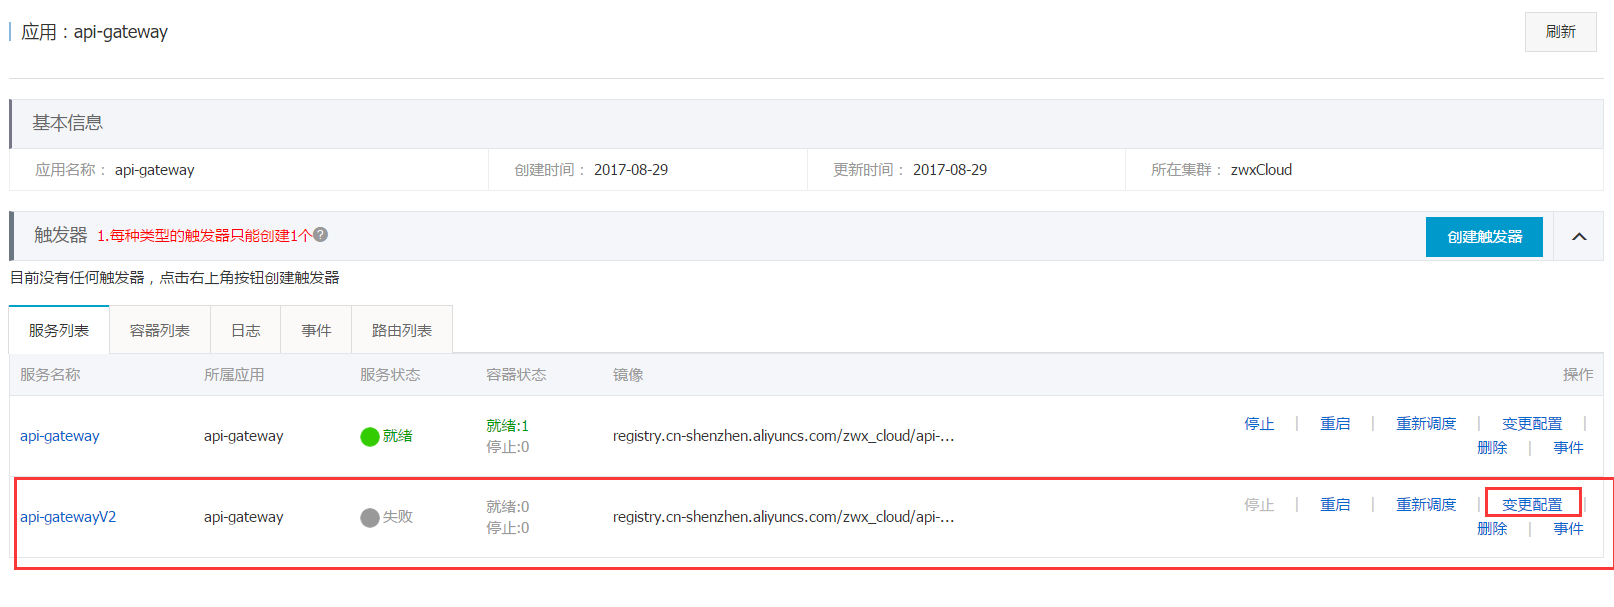 应用：api-gateway
刷新
基本信息
应用名称： api-gateway 创建时间： 2017-08-29 更新时间： 2017-08-29 所在集群： zwxCloud
触发器 1.每种类型的触发器只能创建1个 ? 创建触发器
目前没有任何触发器，点击右上角按钮创建触发器
服务列表 容器列表 日志 事件 路由列表
服务名称 所属应用 服务状态 容器状态 镜像 操作
api-gateway api-gateway 就绪 就绪:1 停止:0 registry.cn-shenzhen.aliyuncs.com/zwx_cloud/api-... 停止 | 重启 | 重新调度 | 变更配置 |
删除 | 事件
api-gatewayV2 api-gateway 失败 就绪:0 停止:0 registry.cn-shenzhen.aliyuncs.com/zwx_cloud/api-... 停止 | 重启 | 重新调度 | 变更配置 |
删除 | 事件